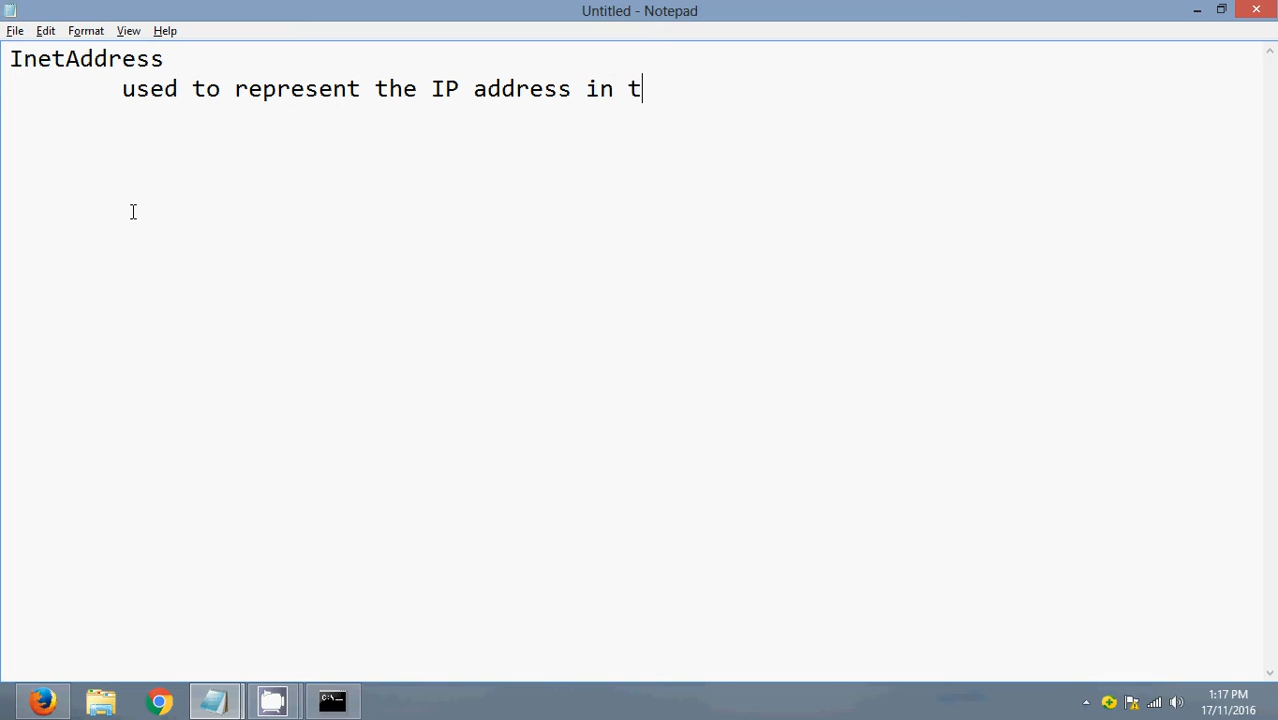 Untitled - Notepad
File Edit Format View Help
InetAddress
used to represent the IP address in t
C:\.
1:17 PM
17/11/2016